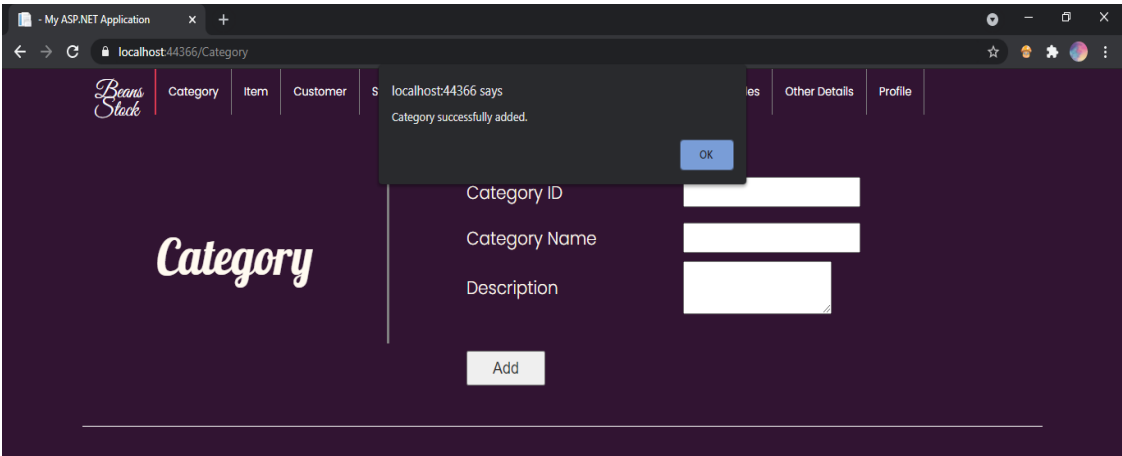 - My ASP.NET Application
localhost:44366/Category
Beans
Stock
Category
Item
Customer
S
les
Other Details
Profile
localhost:44366 says
Category successfully added.
OK
Category
Category ID
Category Name
Description
Add